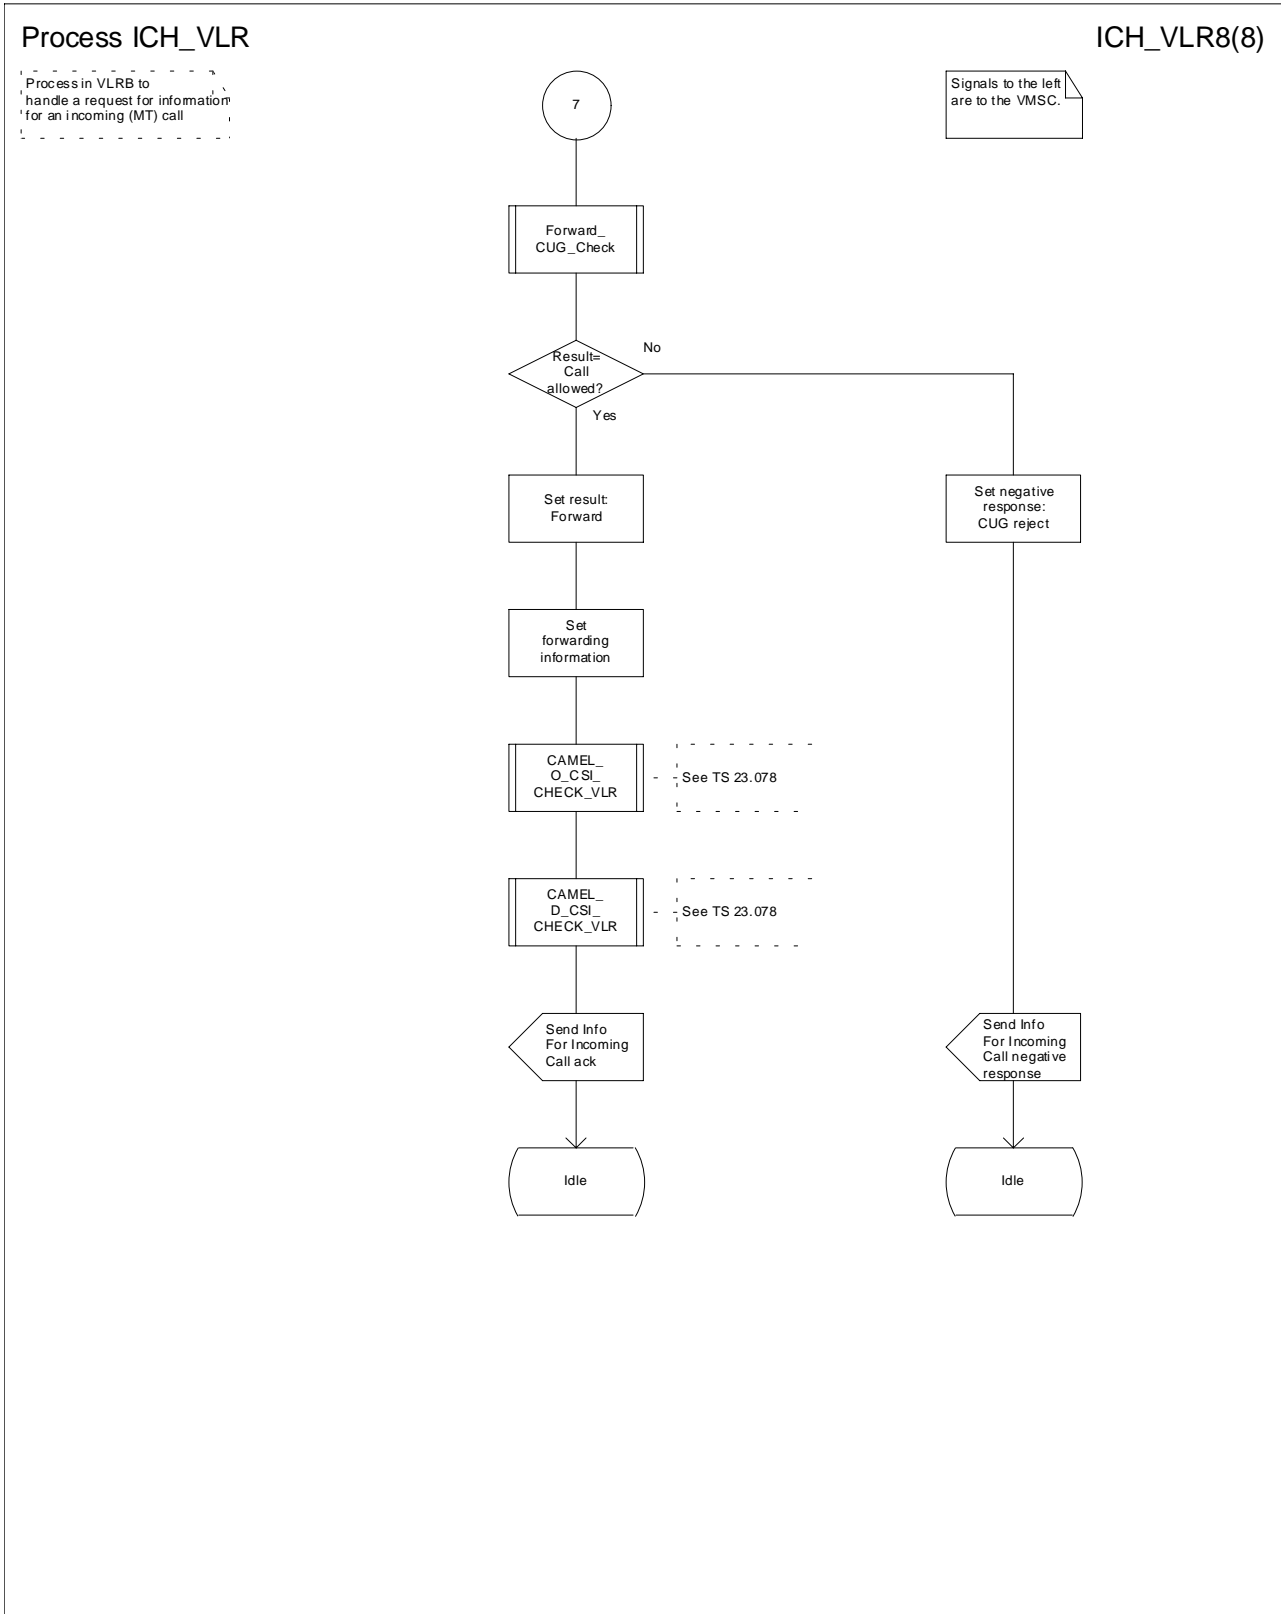 Process ICH_VLR
ICH_VLR8(8)
Process in VLRB to
handle a request for information
for an incoming (MT) call
7
Signals to the left
are to the VMSC.
Forward_
CUG_Check
Result=
Call
allowed?
No
Yes
Set result:
Forward
Set negative
response:
CUG reject
Set
forwarding
information
CAMEL_
O_CSI_
CHECK_VLR
See TS 23.078
CAMEL_
D_CSI_
CHECK_VLR
See TS 23.078
Send Info
For Incoming
Call ack
Send Info
For Incoming
Call negative
response
Idle
Idle